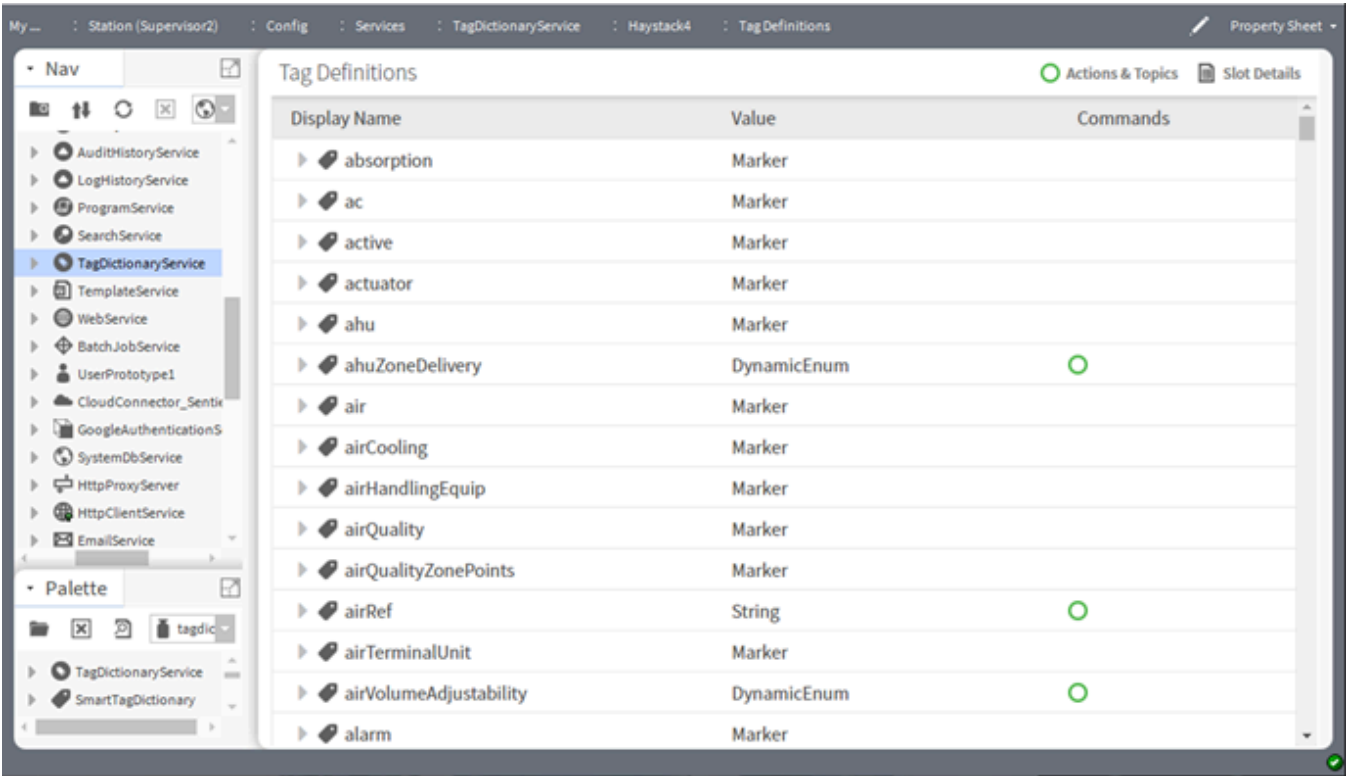 My ... : Station (Supervisor2) : Config : Services : TagDictionaryService : Haystack4 : Tag Definitions Property Sheet
Nav
AuditHistoryService
LogHistoryService
ProgramService
SearchService
TagDictionaryService
TemplateService
WebService
BatchJobService
UserPrototype1
CloudConnector_Sentie
GoogleAuthenticationS
SystemDbService
HttpProxyServer
HttpClientService
EmailService
Palette
tagdic
TagDictionaryService
SmartTagDictionary
Tag Definitions Actions & Topics Slot Details
Display Name Value Commands
absorption Marker
ac Marker
active Marker
actuator Marker
ahu Marker
ahuZoneDelivery DynamicEnum
air Marker
airCooling Marker
airHandlingEquip Marker
airQuality Marker
airQualityZonePoints Marker
airRef String
airTerminalUnit Marker
airVolumeAdjustability DynamicEnum
alarm Marker